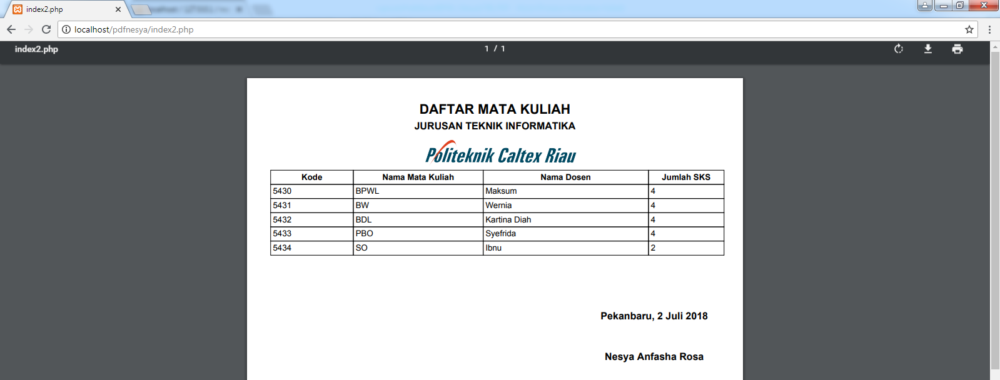 index2.php
localhost/pdfnesya/index2.php
index2.php 1 / 1
DAFTAR MATA KULIAH
JURUSAN TEKNIK INFORMATIKA
Politeknik Caltex Riau
Kode Nama Mata Kuliah Nama Dosen Jumlah SKS
5430 BPWL Maksum 4
5431 BW Wernia 4
5432 BDL Kartina Diah 4
5433 PBO Syefrida 4
5434 SO Ibnu 2
Pekanbaru, 2 Juli 2018
Nesya Anfasha Rosa